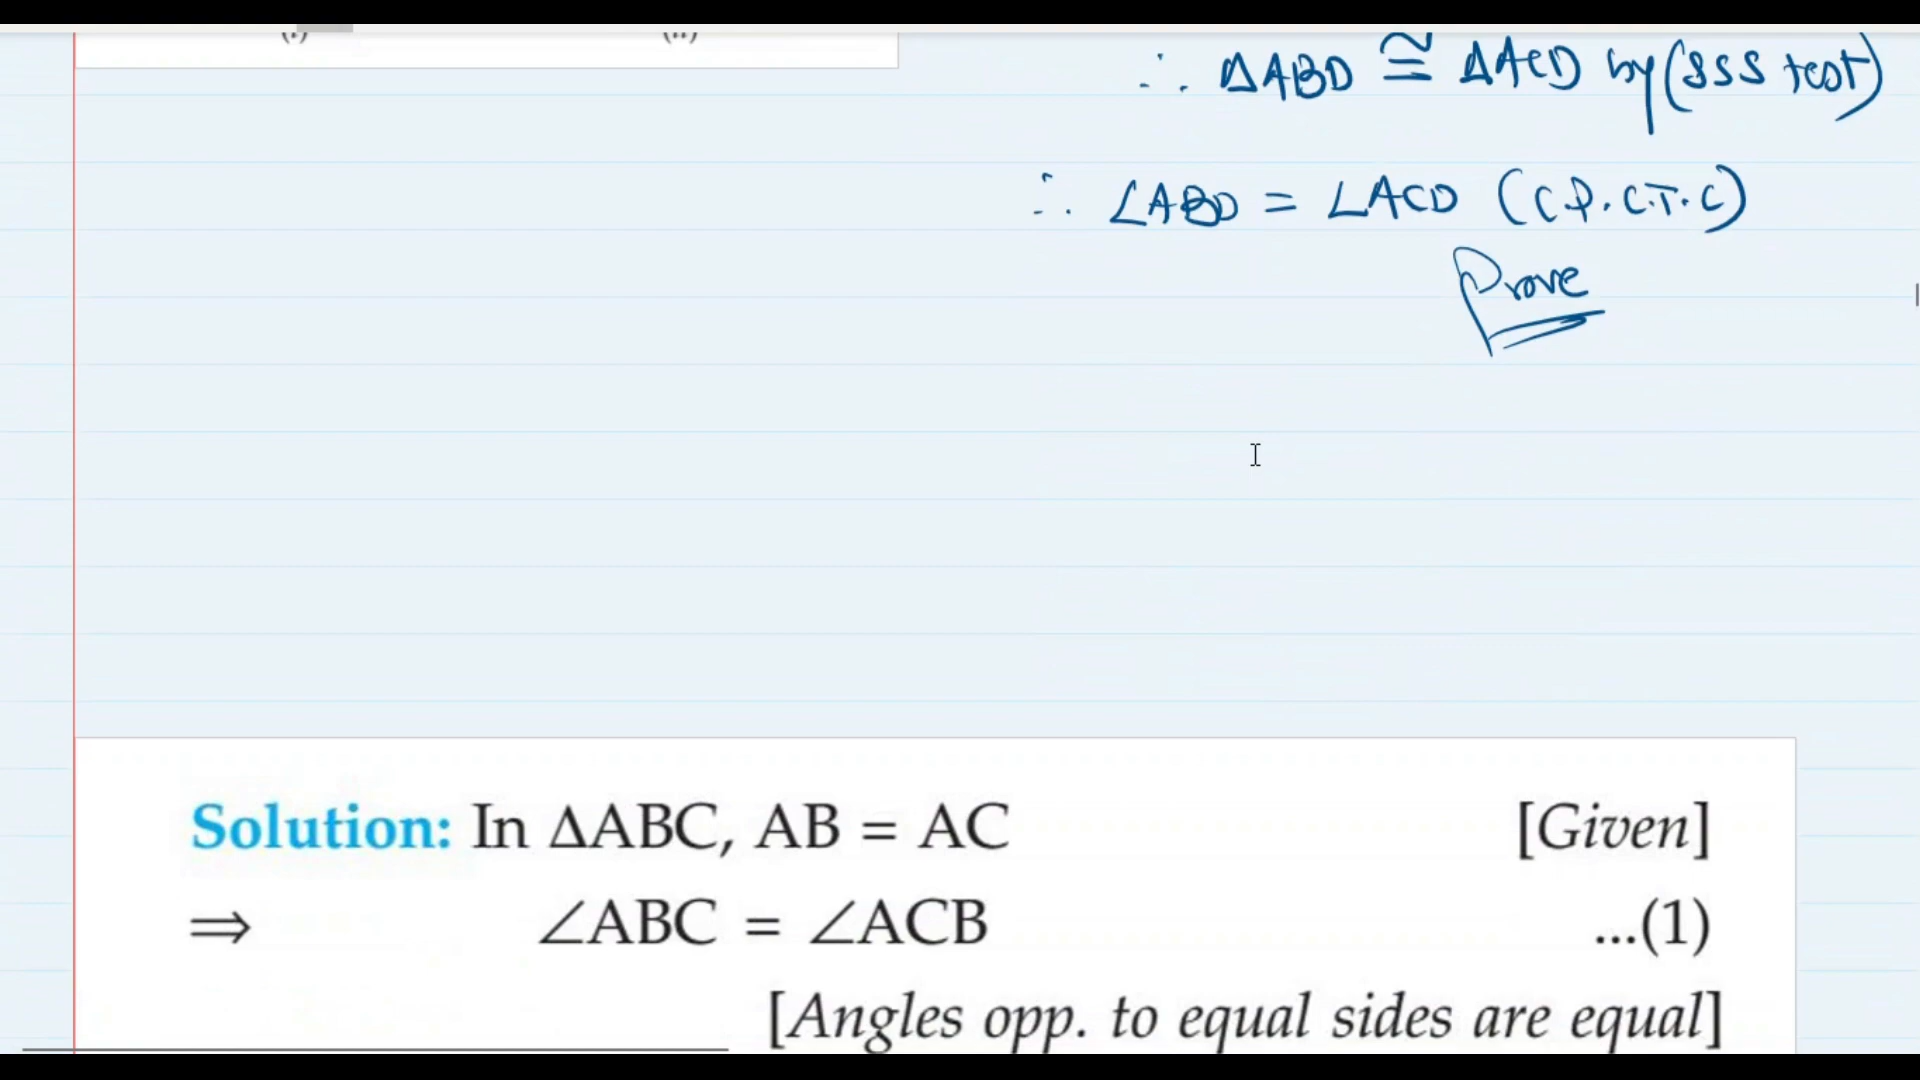 (i) (ii)
∴ ΔABD ≅ ΔACD by (SSS test)
∴ ∠ABD = ∠ACD (C.P.C.T.C)
Prove
Solution: In ΔABC, AB = AC [Given]
⇒ ∠ABC = ∠ACB ...(1)
[Angles opp. to equal sides are equal]